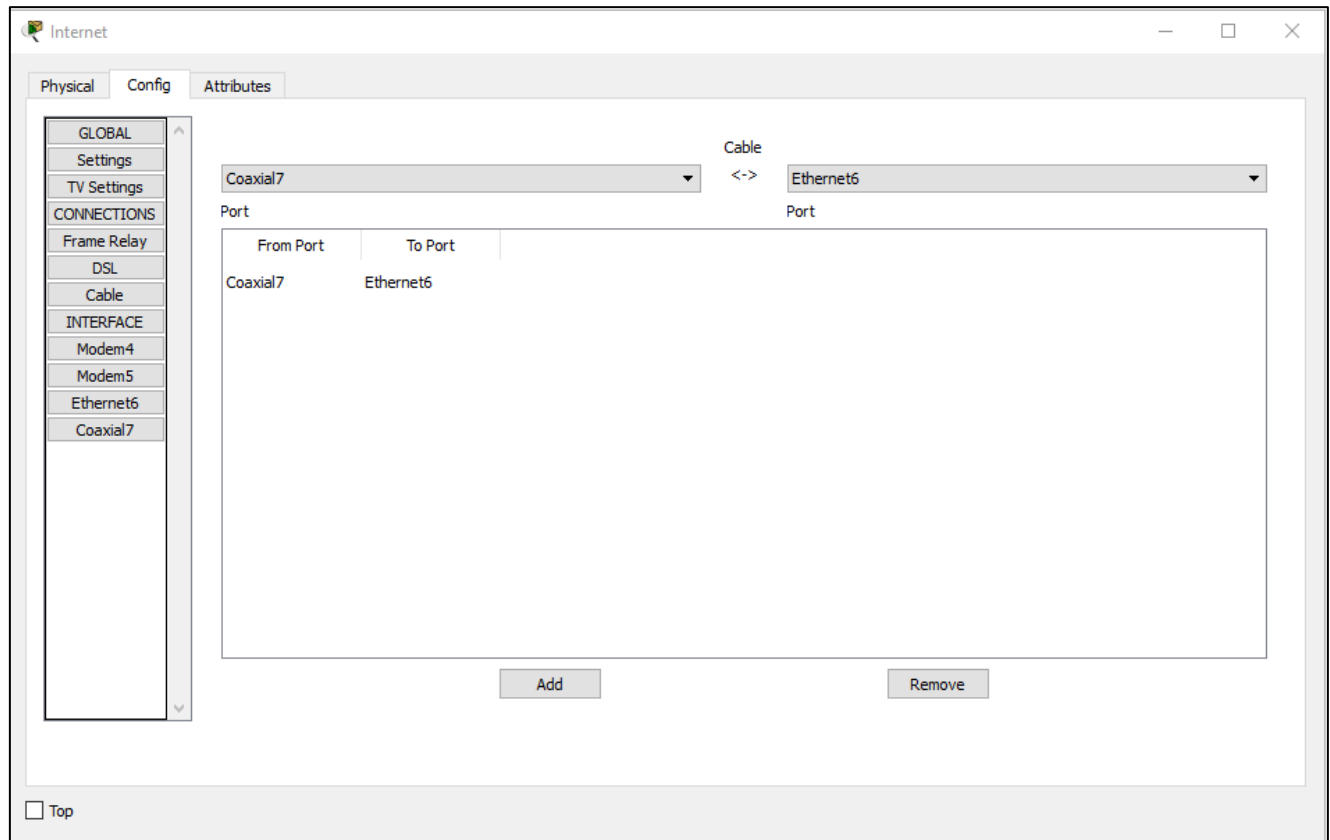 Internet
Physical Config Attributes
GLOBAL
Settings
TV Settings
CONNECTIONS
Frame Relay
DSL
Cable
INTERFACE
Modem4
Modem5
Ethernet6
Coaxial7
Cable
Coaxial7 <-> Ethernet6
Port Port
From Port To Port
Coaxial7 Ethernet6
Add Remove
Top